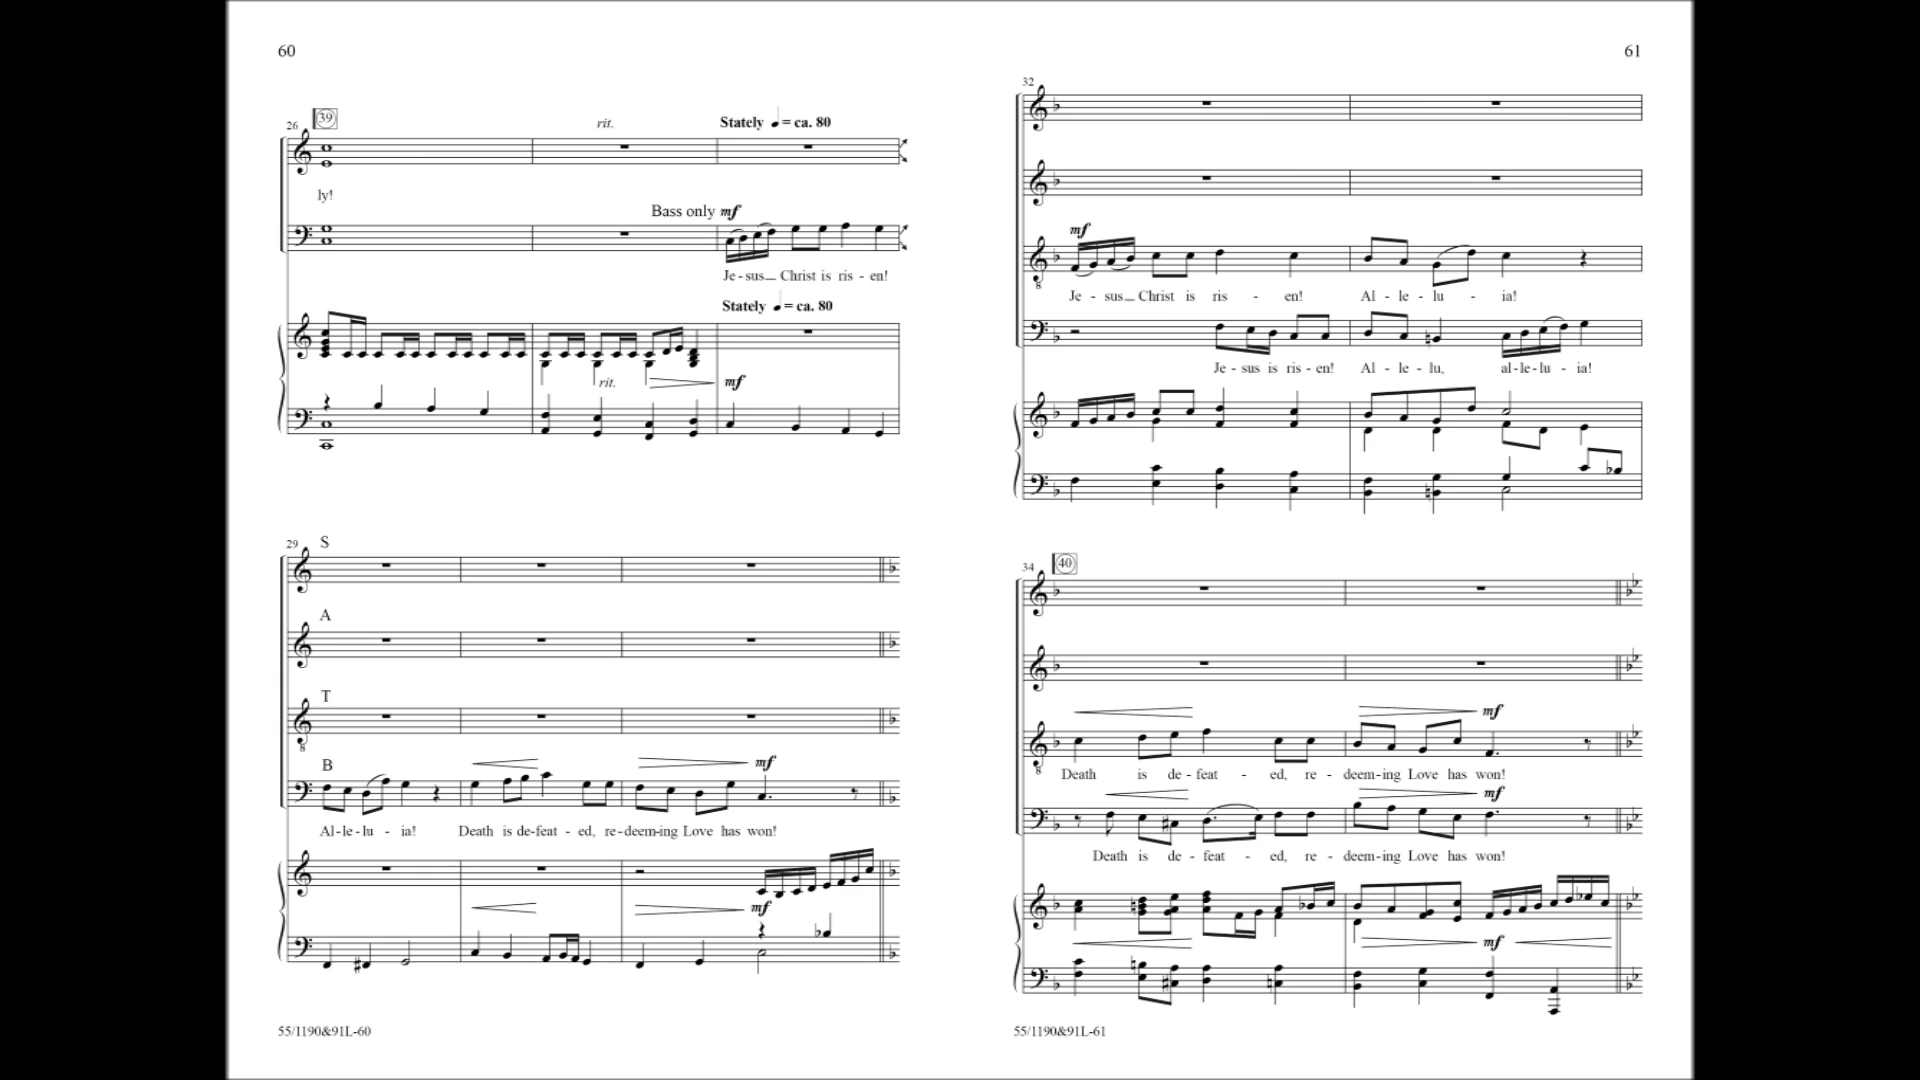 60
39
26
rit.
Stately ♩ = ca. 80
ly!
Bass only mf
Je - sus Christ is ris - en!
Stately ♩ = ca. 80
rit.
mf
29
S
A
T
B
mf
Al - le - lu - ia! Death is de - feat - ed, re - deem - ing Love has won!
mf
55/1190&91L-60
61
32
mf
Je - sus Christ is ris - en! Al - le - lu - ia!
Je - sus is ris - en! Al - le - lu, al - le - lu - ia!
34
40
mf
Death is de - feat - ed, re - deem - ing Love has won!
mf
Death is de - feat - ed, re - deem - ing Love has won!
mf
55/1190&91L-61